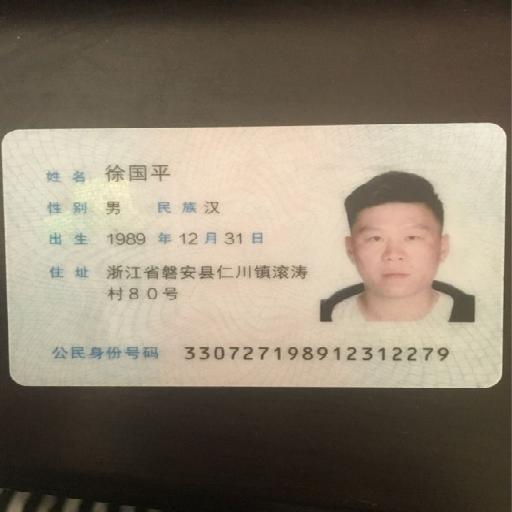 姓名 徐国平
性别 男 民族 汉
出生 1989 年 12 月 31 日
住址 浙江省磐安县仁川镇滚涛
村80号
公民身份号码 330727198912312279